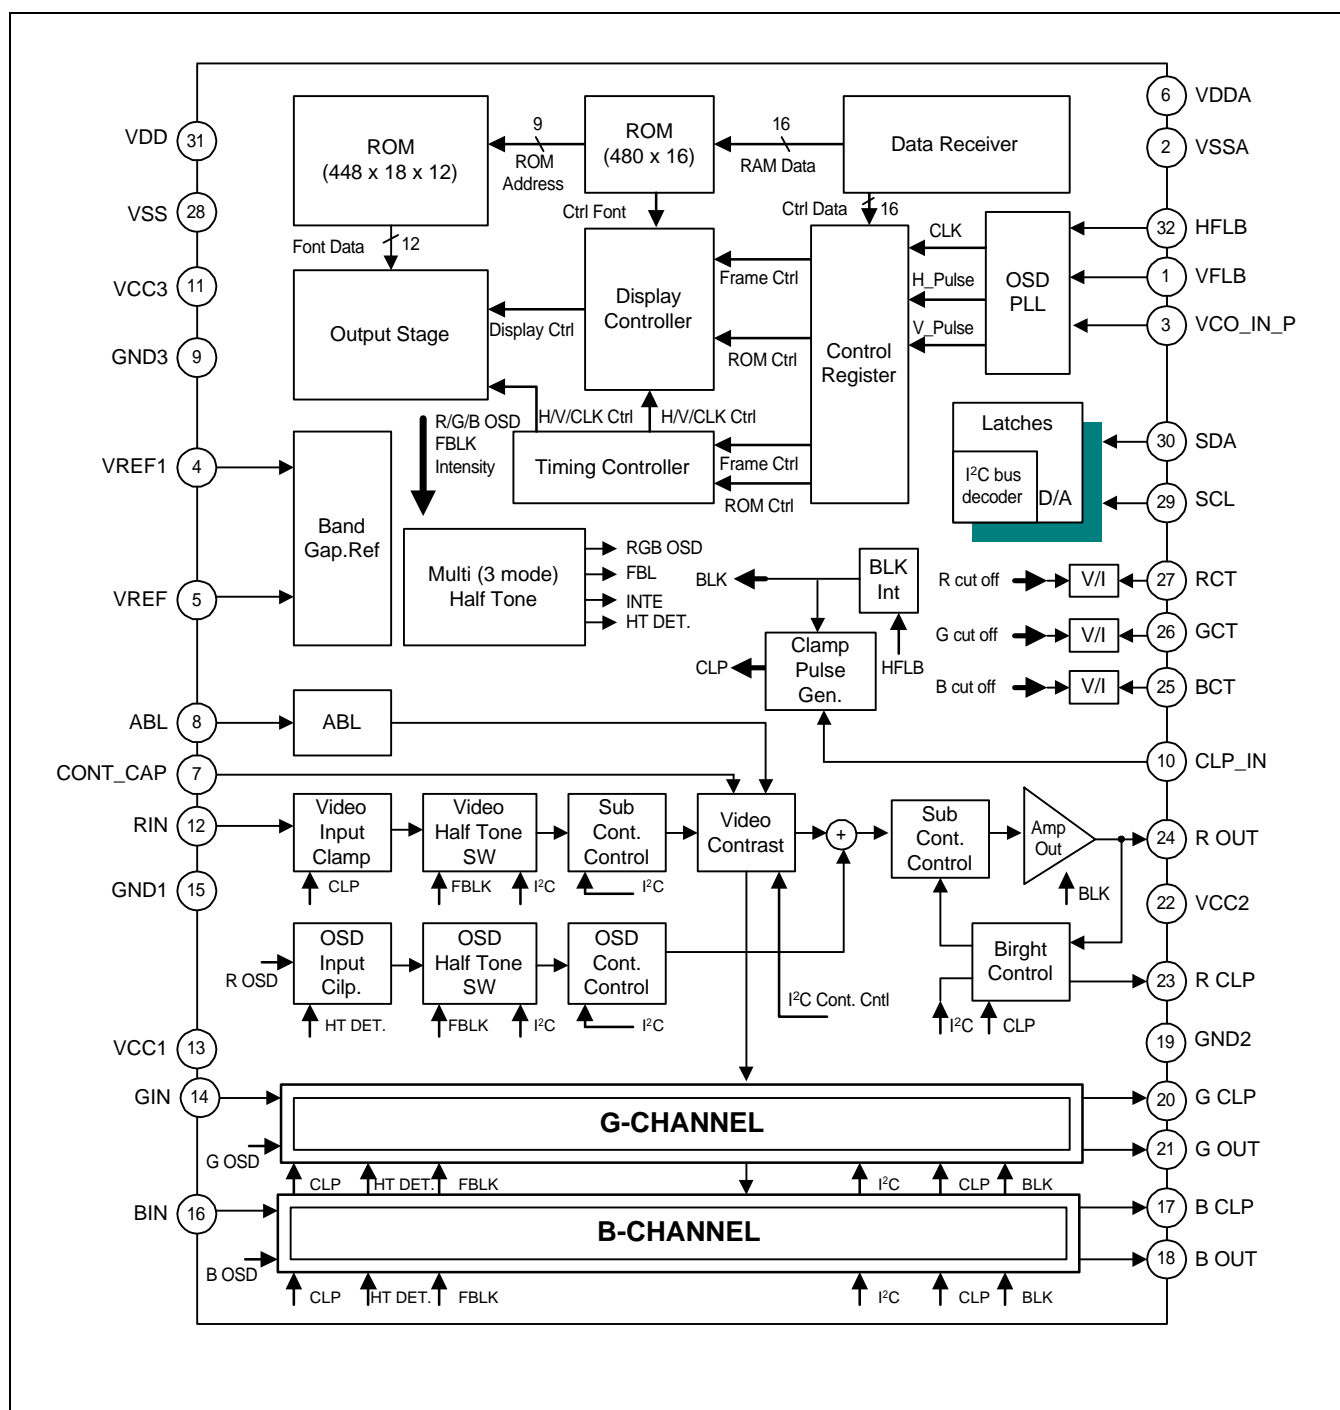 VDD
31
VSS
28
VCC3
11
GND3
9
VREF1
4
VREF
5
ABL
8
CONT_CAP
7
RIN
12
GND1
15
VCC1
13
GIN
14
BIN
16
6
VDDA
2
VSSA
32
HFLB
1
VFLB
3
VCO_IN_P
30
SDA
29
SCL
27
RCT
26
GCT
25
BCT
10
CLP_IN
24
R OUT
22
VCC2
23
R CLP
19
GND2
20
G CLP
21
G OUT
17
B CLP
18
B OUT
ROM
(448 x 18 x 12)
9
ROM
Address
ROM
(480 x 16)
16
RAM Data
Data Receiver
Ctrl Font
Ctrl Data
16
Font Data
12
Output Stage
Display Ctrl
Display
Controller
Frame Ctrl
ROM Ctrl
Control
Register
CLK
H_Pulse
V_Pulse
OSD
PLL
R/G/B OSD
FBLK
Intensity
H/V/CLK Ctrl
H/V/CLK Ctrl
Timing Controller
Frame Ctrl
ROM Ctrl
Latches
I²C bus
decoder
D/A
Band
Gap.Ref
Multi (3 mode)
Half Tone
RGB OSD
FBL
INTE
HT DET.
BLK
BLK
Int
HFLB
CLP
Clamp
Pulse
Gen.
R cut off
V/I
G cut off
V/I
B cut off
V/I
ABL
Video
Input
Clamp
CLP
Video
Half Tone
SW
FBLK
I²C
Sub
Cont.
Control
I²C
Video
Contrast
+
Sub
Cont.
Control
Amp
Out
BLK
R OSD
OSD
Input
Cilp.
HT DET.
OSD
Half Tone
SW
FBLK
I²C
OSD
Cont.
Control
I²C
I²C Cont. Cntl
Birght
Control
I²C
CLP
G-CHANNEL
G OSD
CLP
HT DET.
FBLK
I²C
CLP
BLK
B-CHANNEL
B OSD
CLP
HT DET.
FBLK
I²C
CLP
BLK